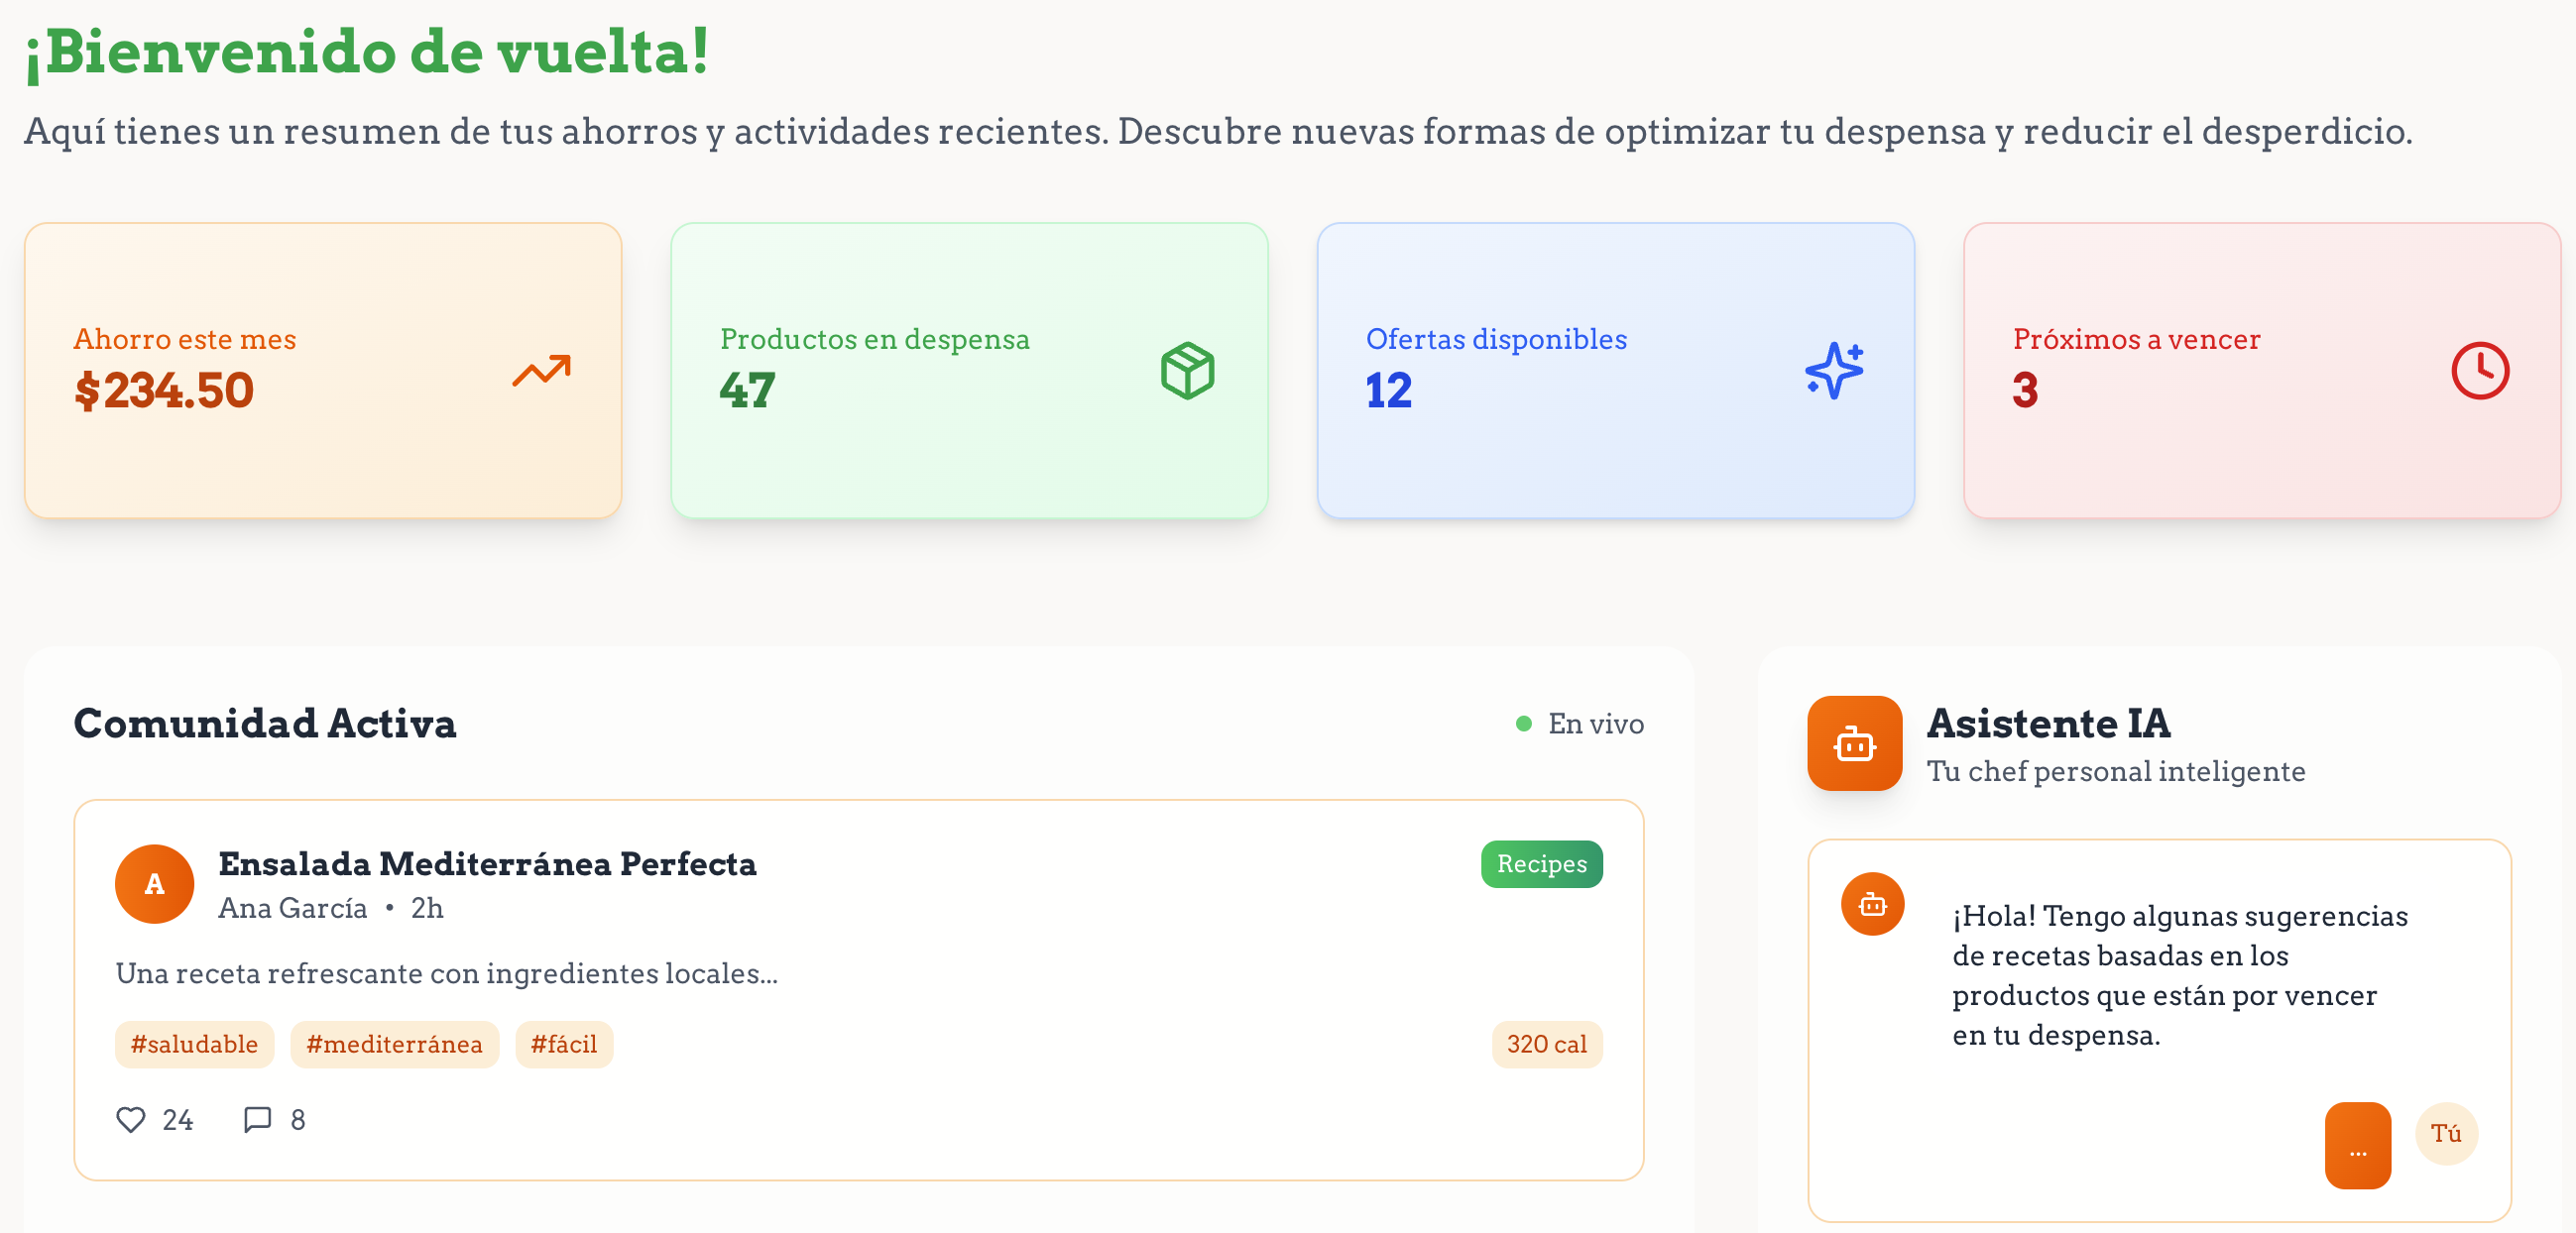 ¡Bienvenido de vuelta!
Aquí tienes un resumen de tus ahorros y actividades recientes. Descubre nuevas formas de optimizar tu despensa y reducir el desperdicio.
Ahorro este mes
$234.50
Productos en despensa
47
Ofertas disponibles
12
Próximos a vencer
3
Comunidad Activa
En vivo
A
Ensalada Mediterránea Perfecta
Recipes
Ana García • 2h
Una receta refrescante con ingredientes locales...
#saludable #mediterránea #fácil
320 cal
24 8
Asistente IA
Tu chef personal inteligente
¡Hola! Tengo algunas sugerencias
de recetas basadas en los
productos que están por vencer
en tu despensa.
...
Tú